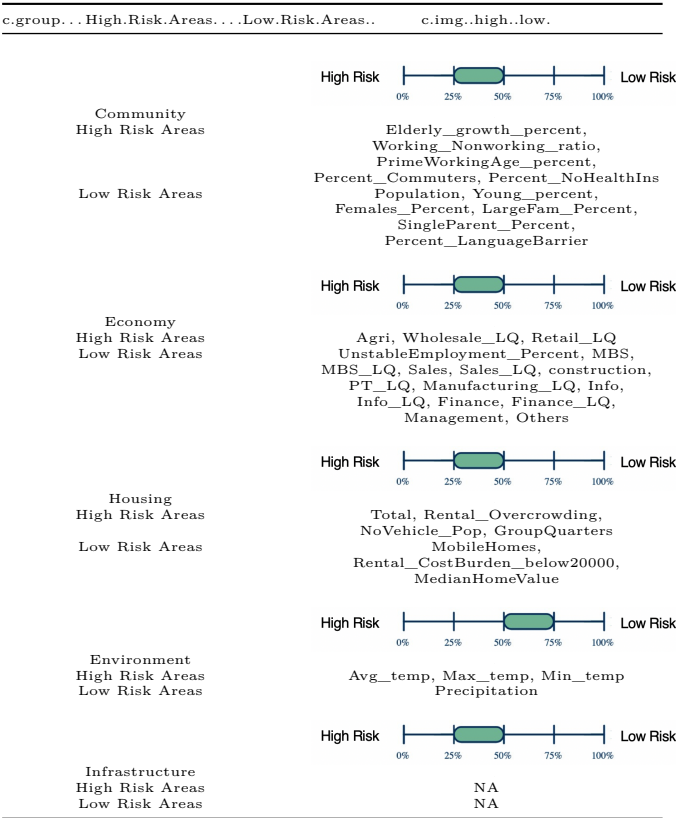 c.group... High.Risk.Areas....Low.Risk.Areas.. c.img..high..low.
High Risk Low Risk
0% 25% 50% 75% 100%
Community
High Risk Areas Elderly_growth_percent,
Working_Nonworking_ratio,
PrimeWorkingAge_percent,
Percent_Commuters, Percent_NoHealthIns
Low Risk Areas Population, Young_percent,
Females_Percent, LargeFam_Percent,
SingleParent_Percent,
Percent_LanguageBarrier
High Risk Low Risk
0% 25% 50% 75% 100%
Economy
High Risk Areas Agri, Wholesale_LQ, Retail_LQ
Low Risk Areas UnstableEmployment_Percent, MBS,
MBS_LQ, Sales, Sales_LQ, construction,
PT_LQ, Manufacturing_LQ, Info,
Info_LQ, Finance, Finance_LQ,
Management, Others
High Risk Low Risk
0% 25% 50% 75% 100%
Housing
High Risk Areas Total, Rental_Overcrowding,
NoVehicle_Pop, GroupQuarters
Low Risk Areas MobileHomes,
Rental_CostBurden_below20000,
MedianHomeValue
High Risk Low Risk
0% 25% 50% 75% 100%
Environment
High Risk Areas Avg_temp, Max_temp, Min_temp
Low Risk Areas Precipitation
High Risk Low Risk
0% 25% 50% 75% 100%
Infrastructure
High Risk Areas NA
Low Risk Areas NA